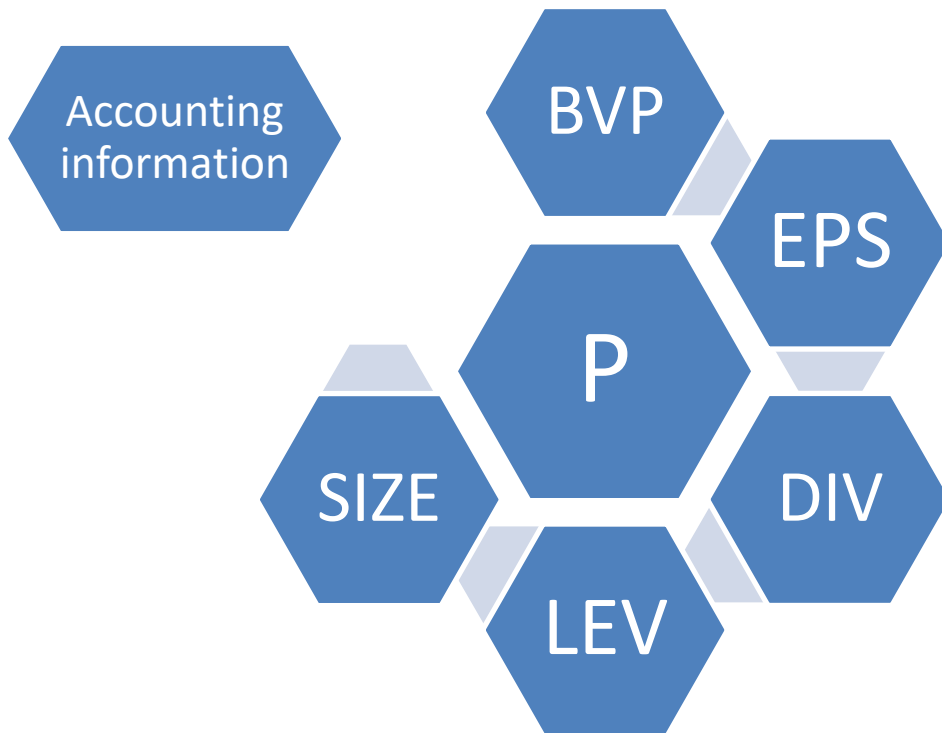 Accounting
information
BVP
EPS
P
SIZE
DIV
LEV